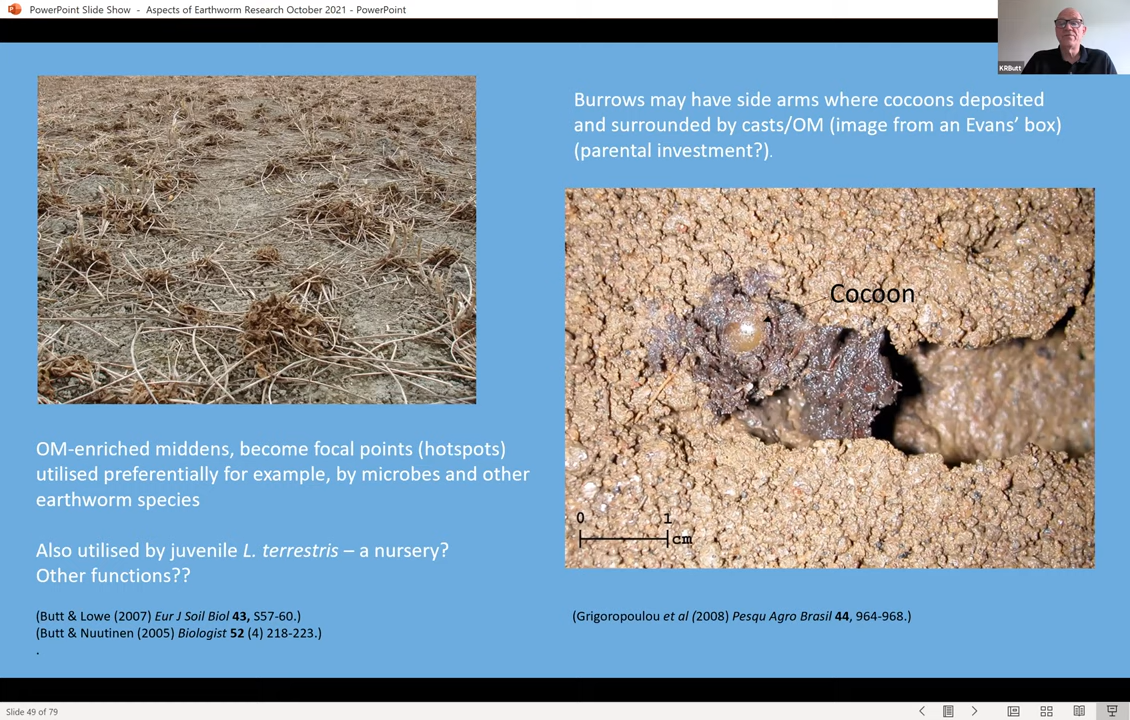 PowerPoint Slide Show - Aspects of Earthworm Research October 2021 - PowerPoint
KRButt
Burrows may have side arms where cocoons deposited
and surrounded by casts/OM (image from an Evans’ box)
(parental investment?).
Cocoon
0 1
cm
OM-enriched middens, become focal points (hotspots)
utilised preferentially for example, by microbes and other
earthworm species
Also utilised by juvenile L. terrestris – a nursery?
Other functions??
(Butt & Lowe (2007) Eur J Soil Biol 43, S57-60.)
(Butt & Nuutinen (2005) Biologist 52 (4) 218-223.)
.
(Grigoropoulou et al (2008) Pesqu Agro Brasil 44, 964-968.)
Slide 49 of 79